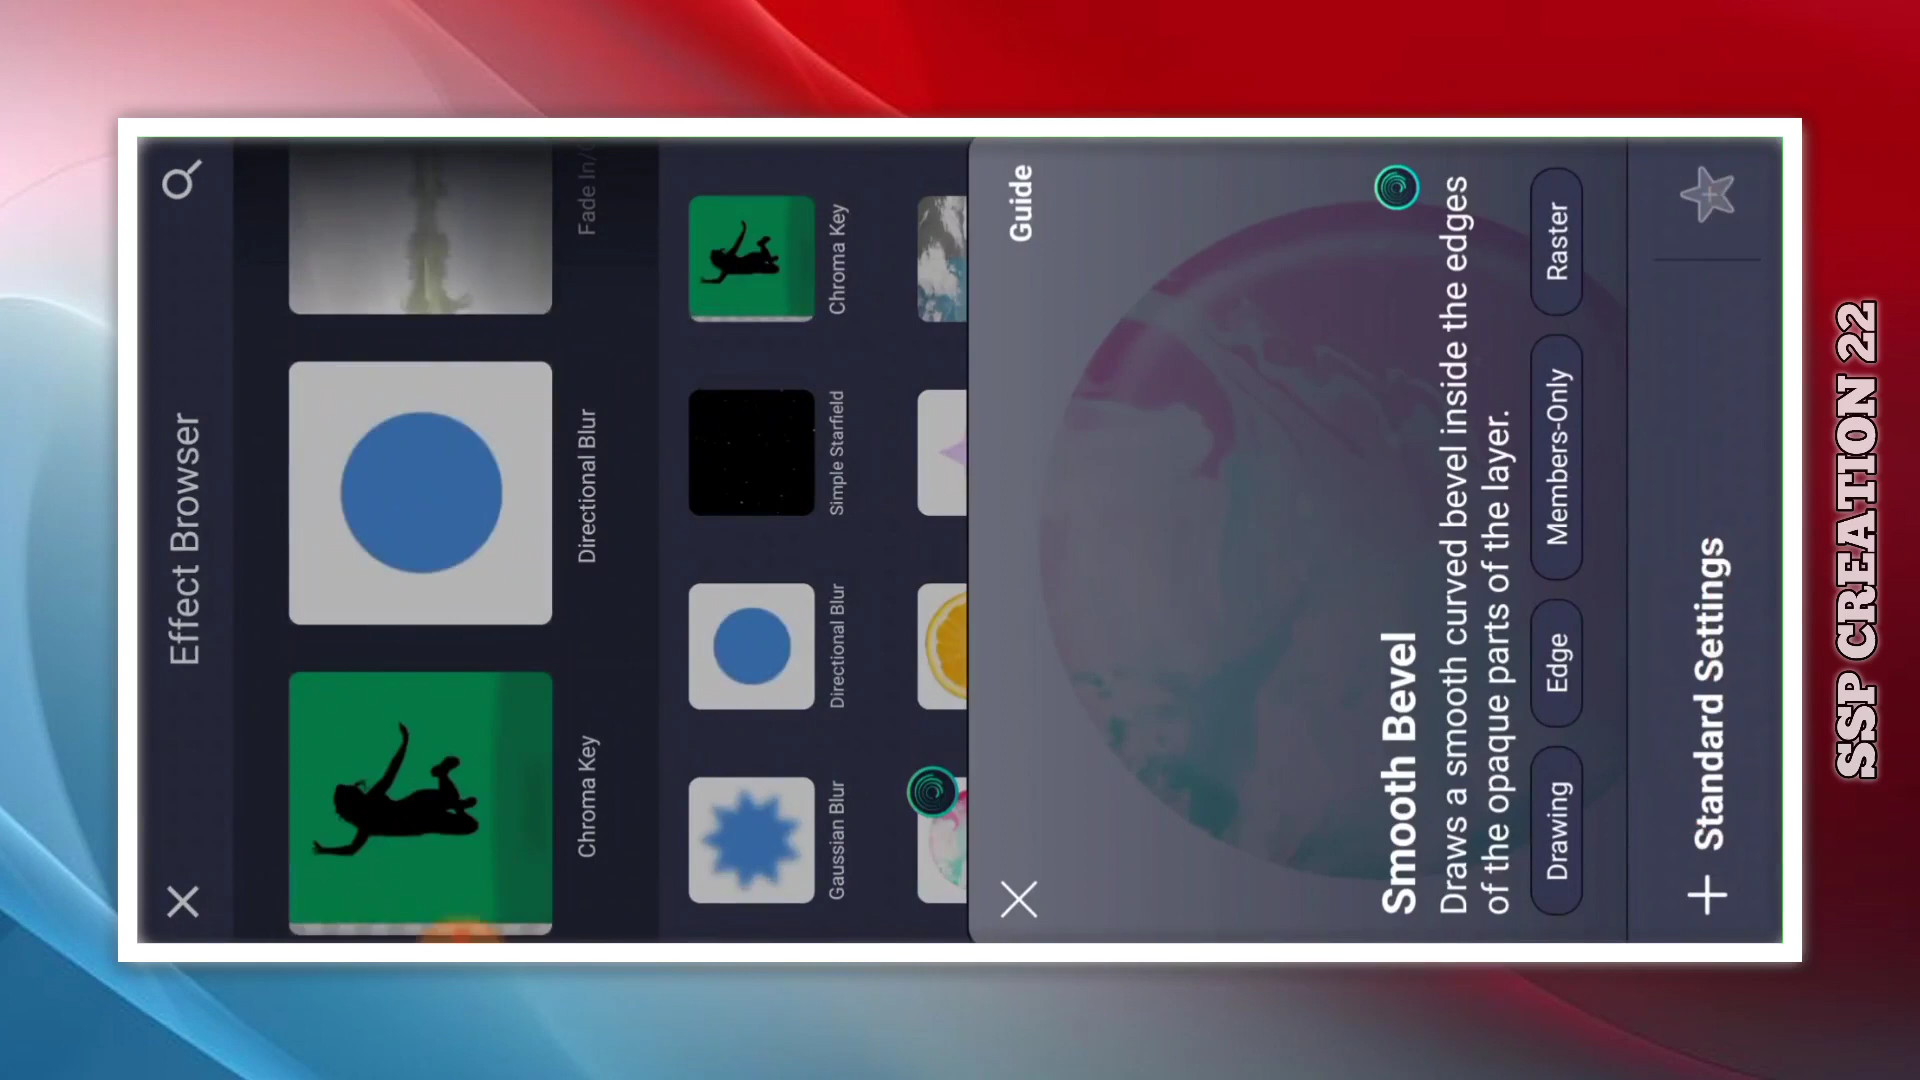 Effect Browser
Chroma Key
Directional Blur
Fade In/
Gaussian Blur
Directional Blur
Simple Starfield
Chroma Key
Guide
Smooth Bevel
Draws a smooth curved bevel inside the edges
of the opaque parts of the layer.
Drawing
Edge
Members-Only
Raster
+ Standard Settings
SSP CREATION 22